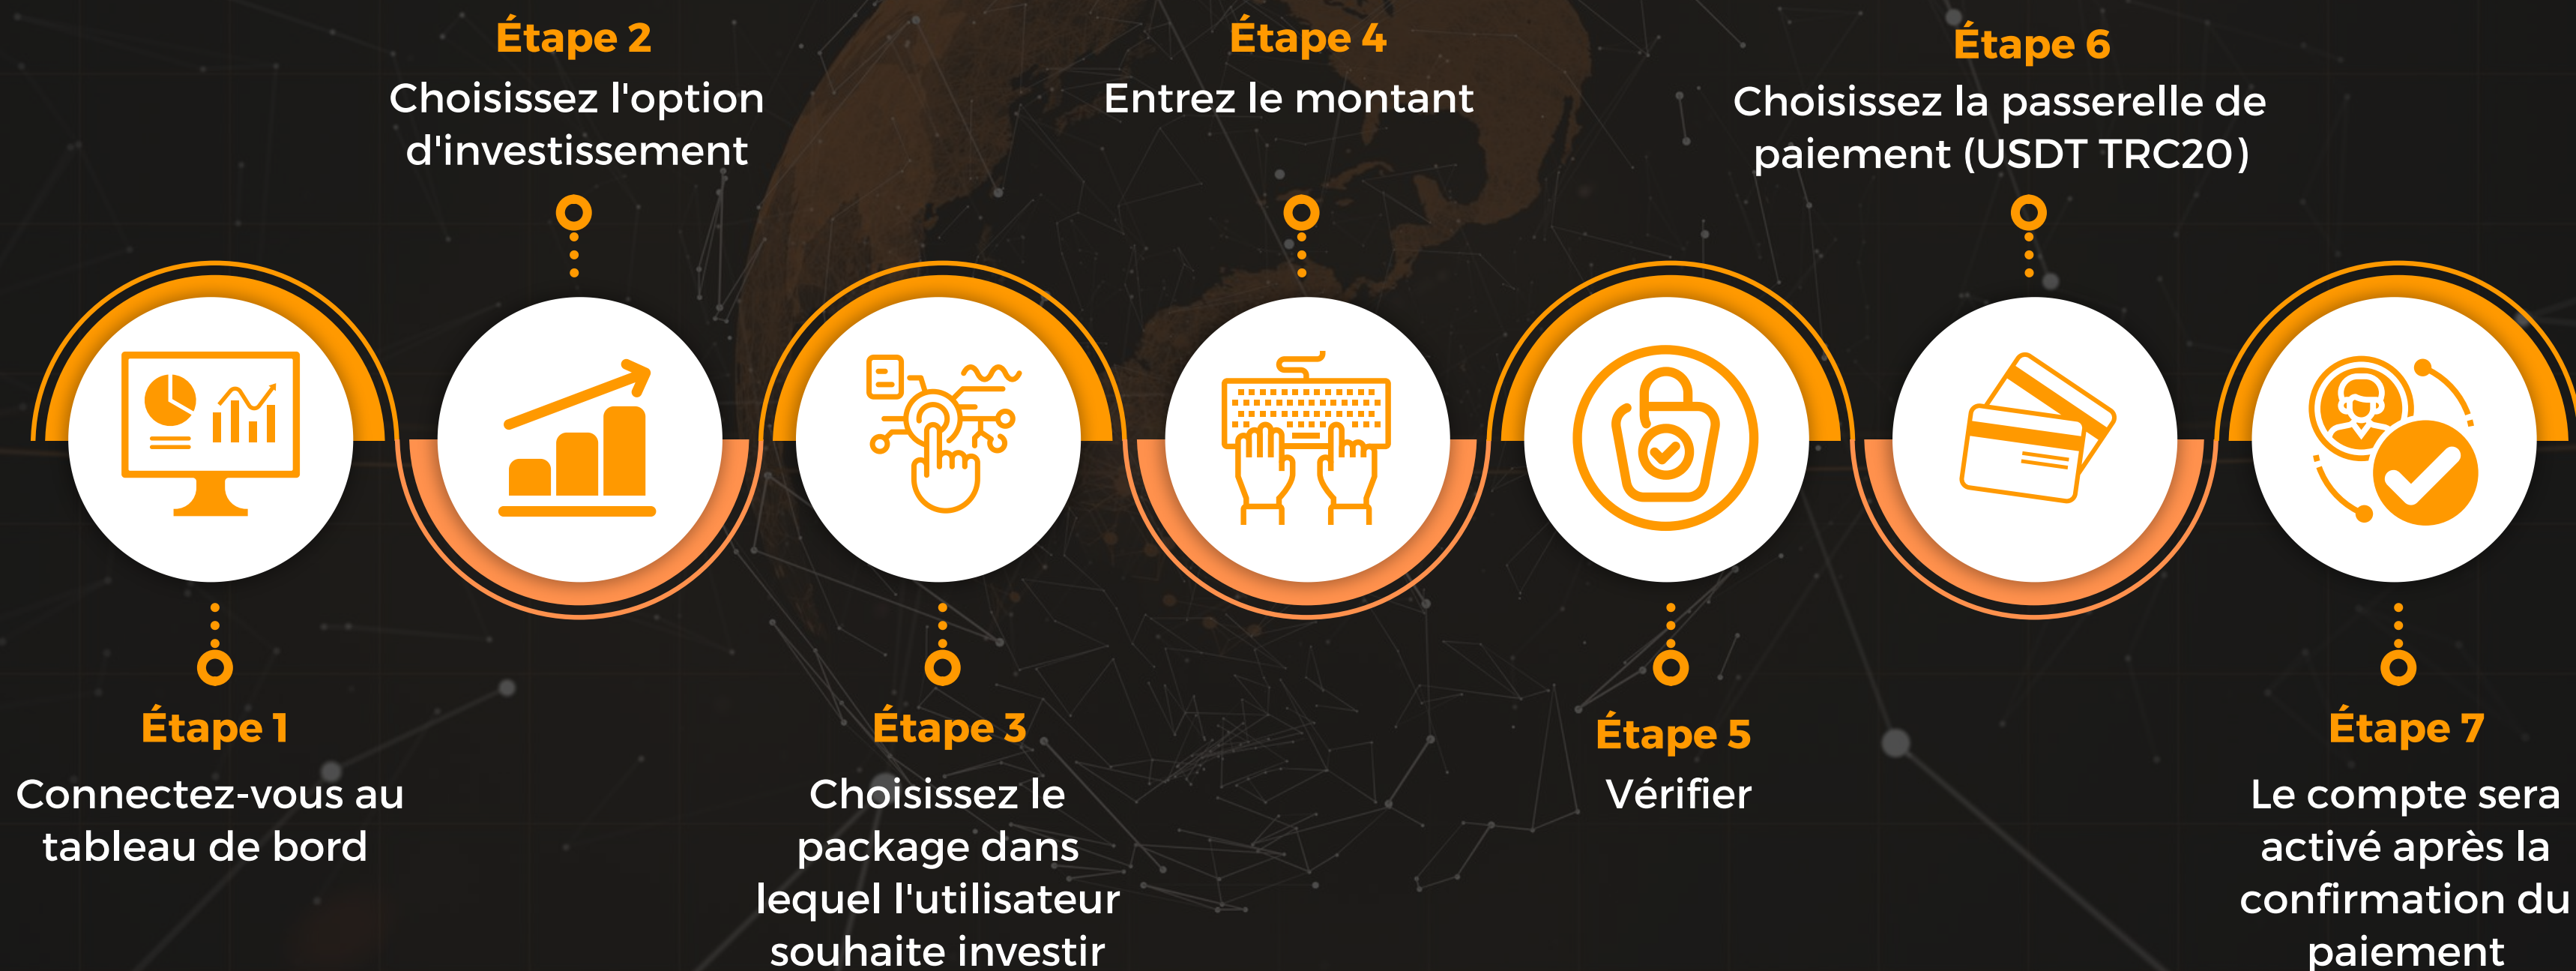 Étape 1
Connectez-vous au
tableau de bord
Étape 2
Choisissez l'option
d'investissement
Étape 3
Choisissez le
package dans
lequel l'utilisateur
souhaite investir
Étape 4
Entrez le montant
Étape 5
Vérifier
Étape 6
Choisissez la passerelle de
paiement (USDT TRC20)
Étape 7
Le compte sera
activé après la
confirmation du
paiement